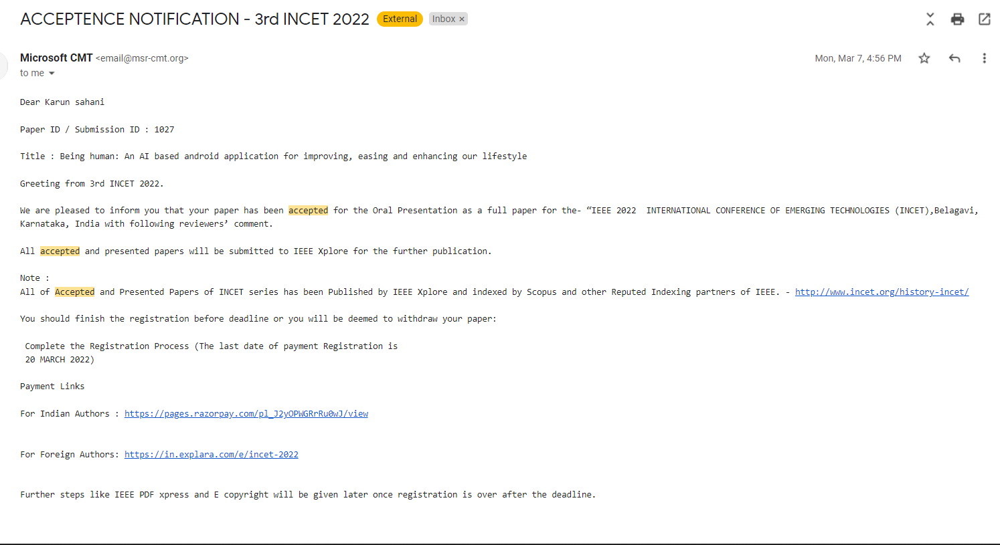 ACCEPTENCE NOTIFICATION - 3rd INCET 2022 External Inbox ×
Microsoft CMT <email@msr-cmt.org> Mon, Mar 7, 4:56 PM
to me
Dear Karun sahani
Paper ID / Submission ID : 1027
Title : Being human: An AI based android application for improving, easing and enhancing our lifestyle
Greeting from 3rd INCET 2022.
We are pleased to inform you that your paper has been accepted for the Oral Presentation as a full paper for the- “IEEE 2022  INTERNATIONAL CONFERENCE OF EMERGING TECHNOLOGIES (INCET),Belagavi,
Karnataka, India with following reviewers’ comment.
All accepted and presented papers will be submitted to IEEE Xplore for the further publication.
Note :
All of Accepted and Presented Papers of INCET series has been Published by IEEE Xplore and indexed by Scopus and other Reputed Indexing partners of IEEE. - http://www.incet.org/history-incet/
You should finish the registration before deadline or you will be deemed to withdraw your paper:
Complete the Registration Process (The last date of payment Registration is
20 MARCH 2022)
Payment Links
For Indian Authors : https://pages.razorpay.com/pl_J2yOPWGRrRu0wJ/view
For Foreign Authors: https://in.explara.com/e/incet-2022
Further steps like IEEE PDF xpress and E copyright will be given later once registration is over after the deadline.